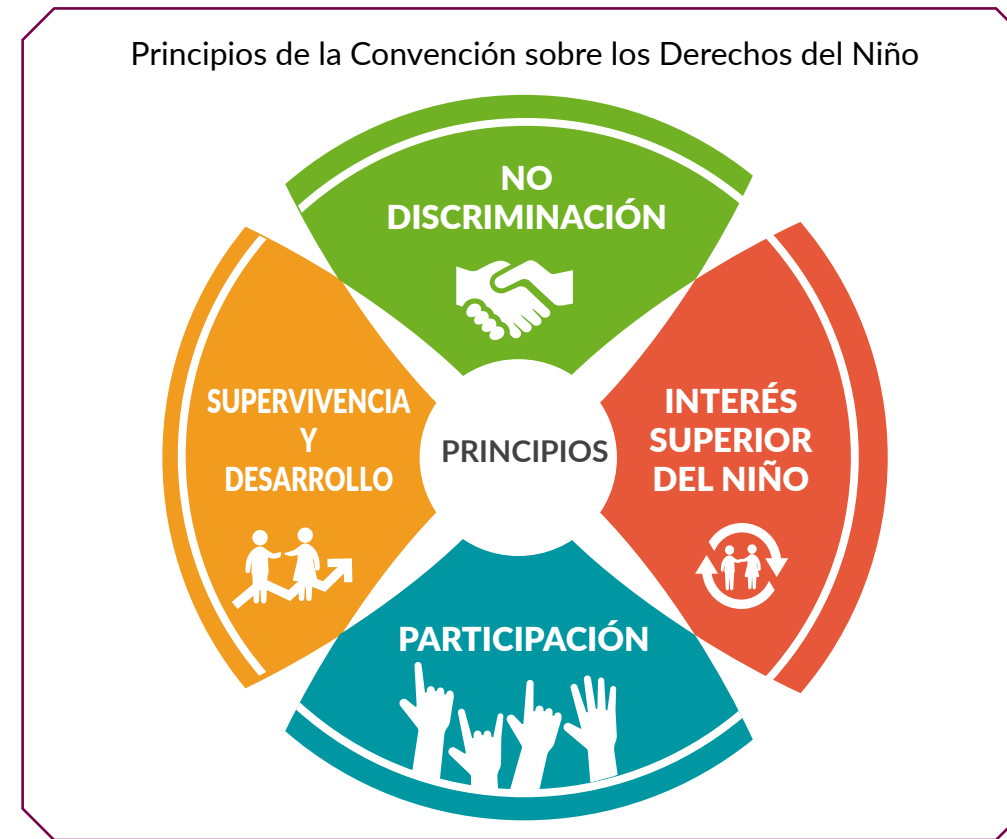 Principios de la Convención sobre los Derechos del Niño
NO
DISCRIMINACIÓN
SUPERVIVENCIA
Y
DESARROLLO
PRINCIPIOS
INTERÉS
SUPERIOR
DEL NIÑO
PARTICIPACIÓN